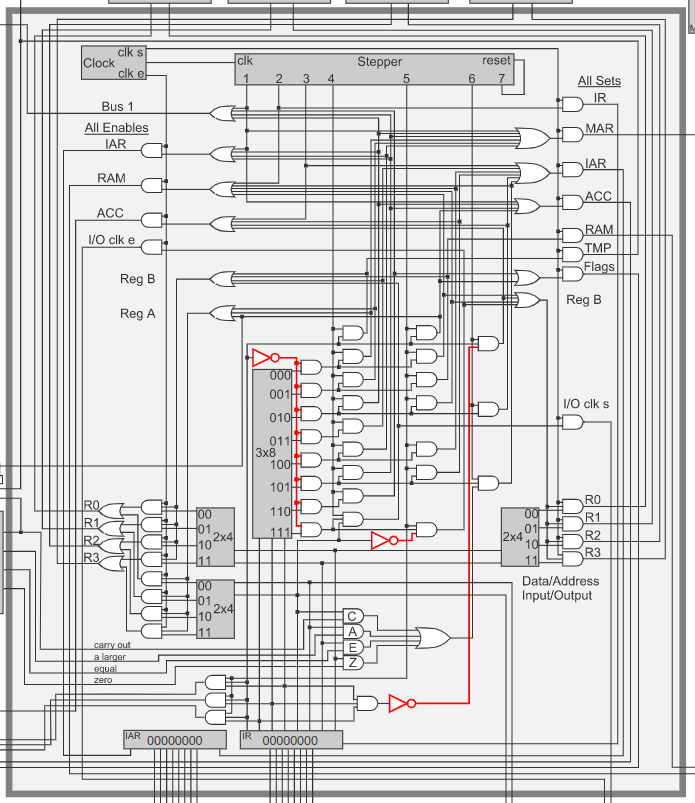 clk s
Clock
clk e
clk Stepper reset
1 2 3 4 5 6 7
All Sets
Bus 1
IR
All Enables
MAR
IAR
IAR
RAM
ACC
ACC
RAM
I/O clk e
TMP
Flags
Reg B
Reg B
Reg A
000
001
010
I/O clk s
011
3x8
100
101
110
R0
R0
00
00
R1
R1
01
01
111
R2
R2
10
2x4
2x4
10
R3
R3
11
11
00
Data/Address
Input/Output
01
2x4
10
C
11
A
carry out
a larger
E
equal
Z
zero
IAR 00000000
IR 00000000
M